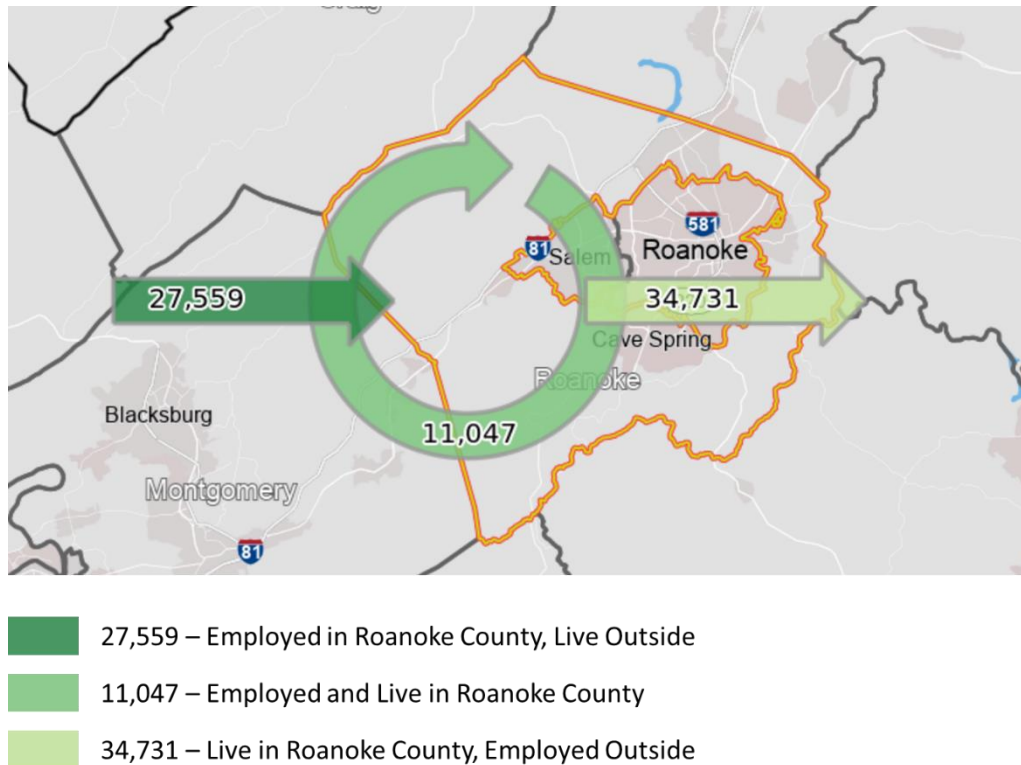 581
81
Salem
Roanoke
27,559
34,731
Cave Spring
Roanoke
Blacksburg
11,047
Montgomery
81
27,559 – Employed in Roanoke County, Live Outside
11,047 – Employed and Live in Roanoke County
34,731 – Live in Roanoke County, Employed Outside